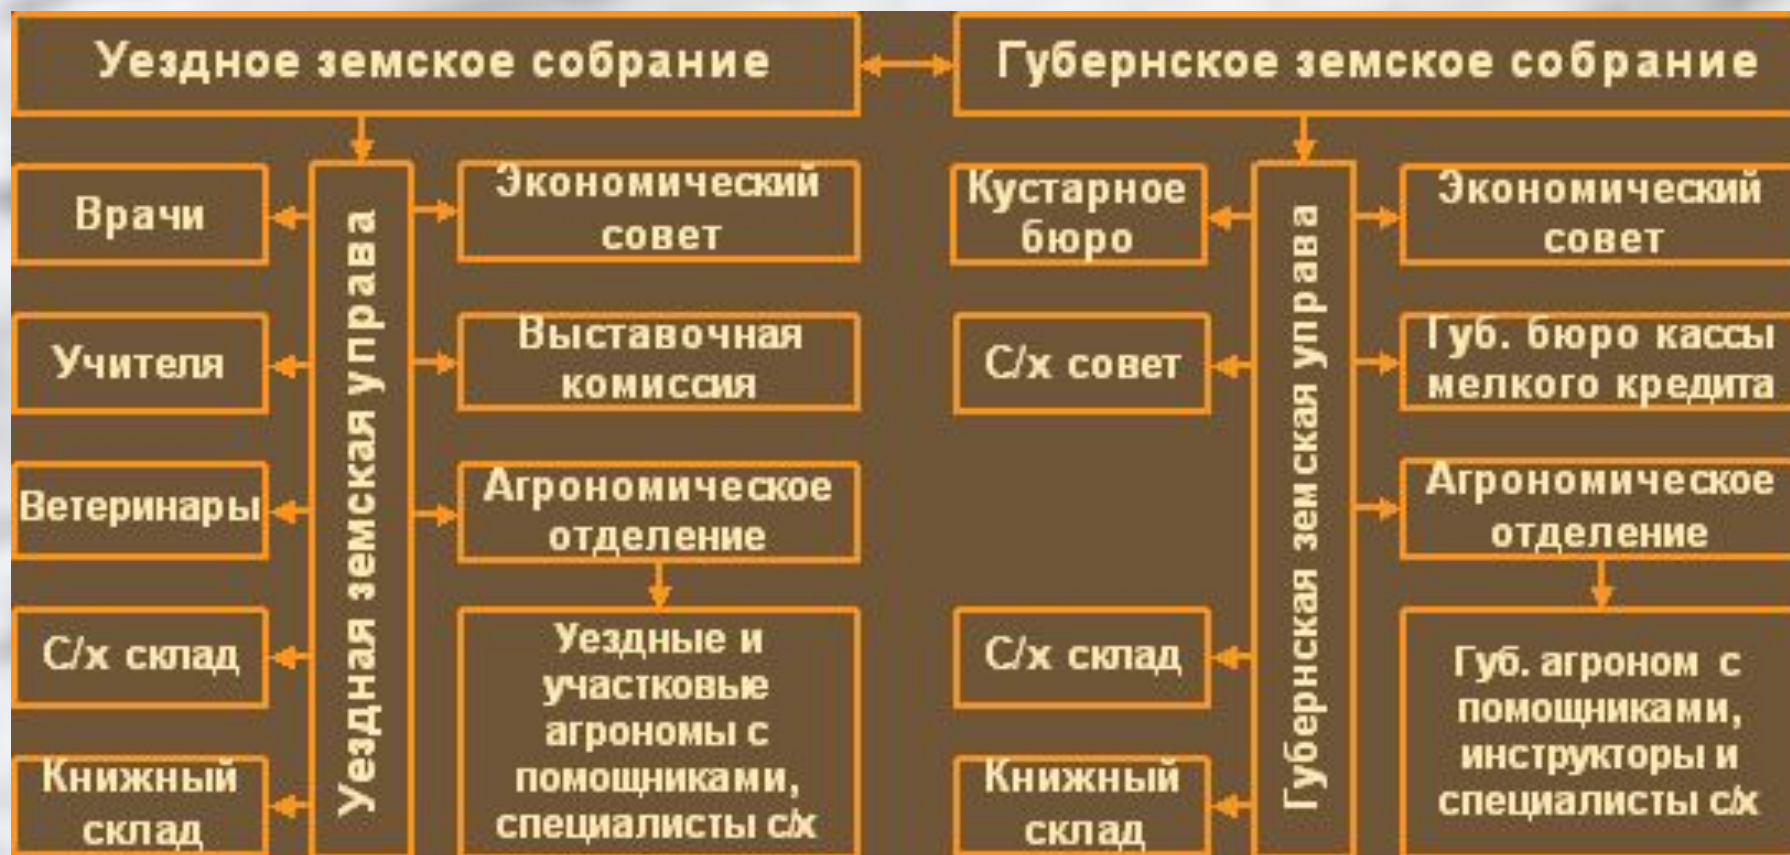 Уездное земское собрание
Губернское земское собрание
Врачи
Учителя
Ветеринары
С/х склад
Книжный
склад
Уездная земская управа
Экономический
совет
Выставочная
комиссия
Агрономическое
отделение
Уездные и
участковые
агрономы с
помощниками,
специалисты с/х
Кустарное
бюро
С/х совет
С/х склад
Книжный
склад
Губернская земская управа
Экономический
совет
Губ. бюро кассы
мелкого кредита
Агрономическое
отделение
Губ. агроном с
помощниками,
инструкторы и
специалисты с/х